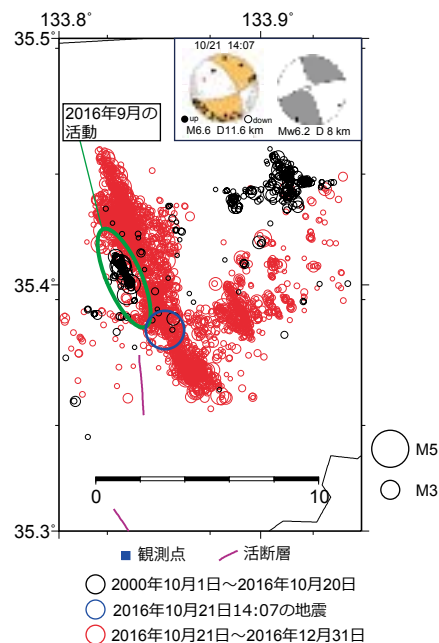 133.8˚ 133.9˚
35.5˚
10/21 14:07
up down
M6.6 D11.6 km Mw6.2 D 8 km
2016年9月の
活動
35.4˚
M5
M3
0 10
35.3˚
観測点 活断層
2000年10月1日～2016年10月20日
2016年10月21日14:07の地震
2016年10月21日～2016年12月31日